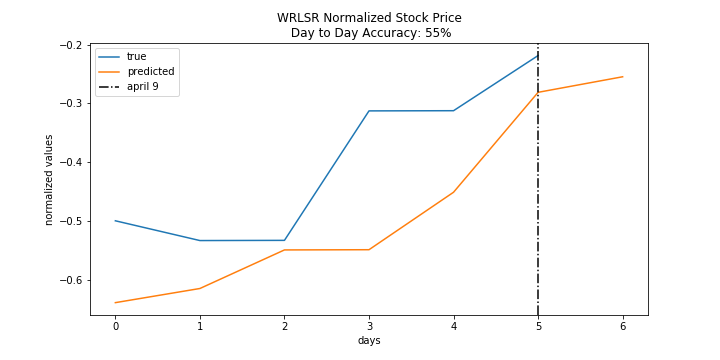 WRLSR Normalized Stock Price
Day to Day Accuracy: 55%
true
predicted
april 9
normalized values
−0.2
−0.3
−0.4
−0.5
−0.6
0 1 2 3 4 5 6
days